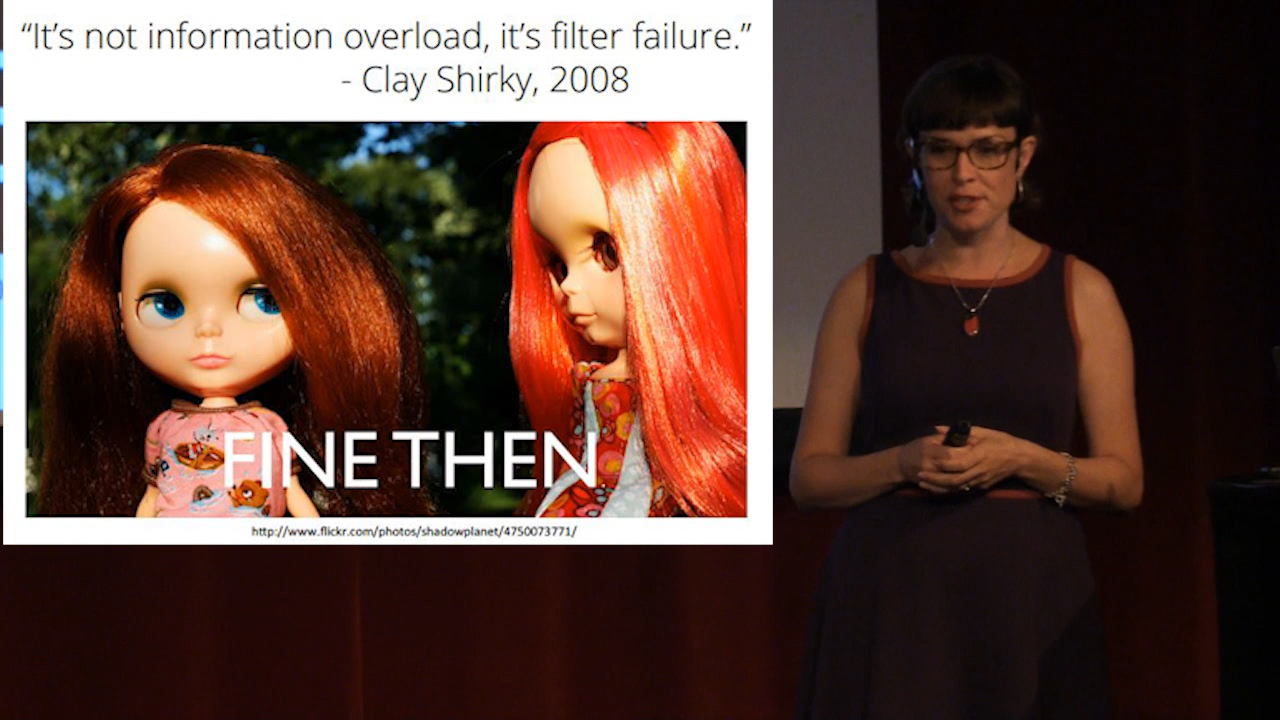 “It’s not information overload, it’s filter failure.”
- Clay Shirky, 2008
FINE THEN
http://www.flickr.com/photos/shadowplanet/4750073771/